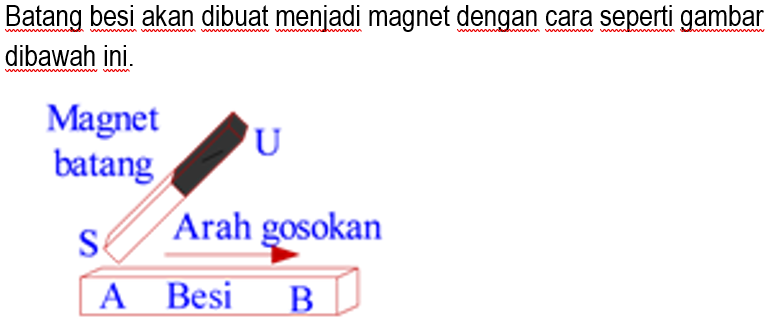 Batang besi akan dibuat menjadi magnet dengan cara seperti gambar
dibawah ini.
Magnet
batang
U
S
Arah gosokan
A Besi B